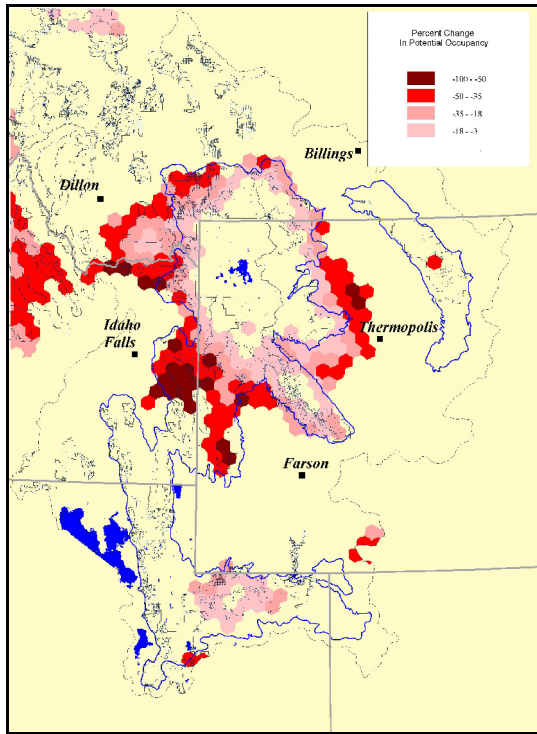 Percent Change
In Potential Occupancy
-100 - -50
-50 - -35
-35 - -18
-18 - -3
Billings
Dillon
Thermopolis
Idaho
Falls
Farson